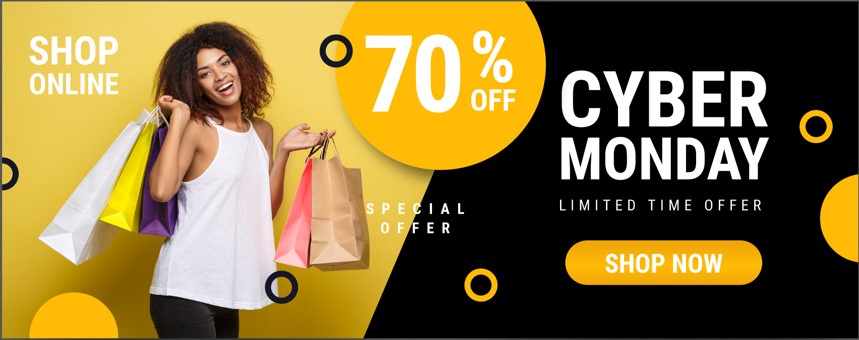 SHOP
ONLINE
70%
OFF
SPECIAL
OFFER
CYBER
MONDAY
LIMITED TIME OFFER
SHOP NOW